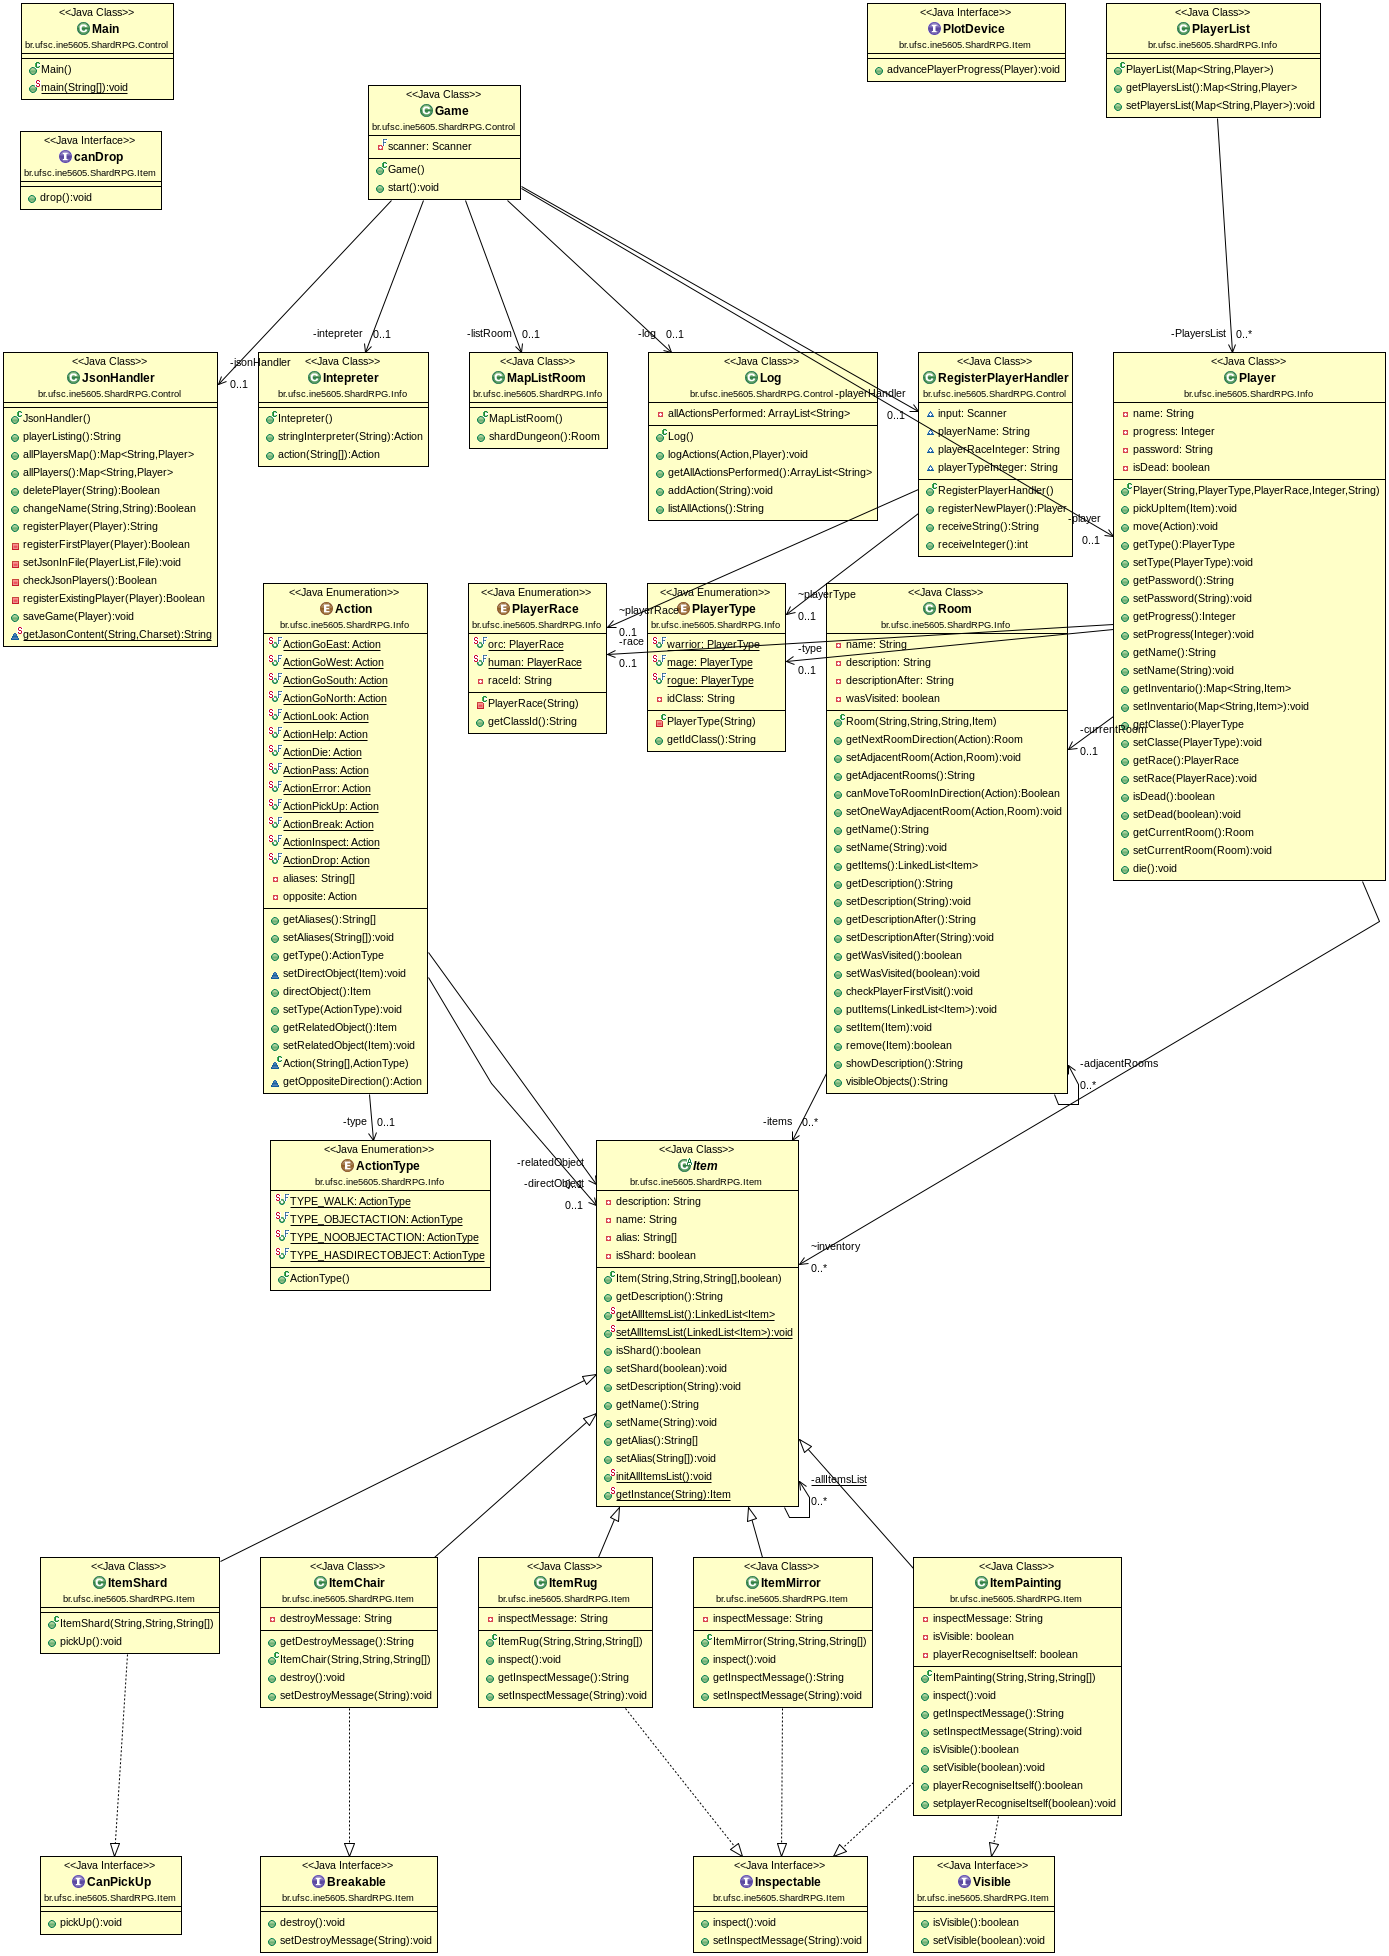 <<Java Class>>
Main
br.ufsc.ine5605.ShardRPG.Control
Main()
main(String[]):void
<<Java Interface>>
PlotDevice
br.ufsc.ine5605.ShardRPG.Item
advancePlayerProgress(Player):void
<<Java Class>>
PlayerList
br.ufsc.ine5605.ShardRPG.Info
PlayerList(Map<String,Player>)
getPlayersList():Map<String,Player>
setPlayersList(Map<String,Player>):void
<<Java Class>>
Game
br.ufsc.ine5605.ShardRPG.Control
scanner: Scanner
Game()
start():void
<<Java Interface>>
canDrop
br.ufsc.ine5605.ShardRPG.Item
drop():void
-jsonHandler
0..1
-intepreter
0..1
-listRoom
0..1
-log
0..1
-playerHandler
0..1
-player
0..1
-PlayersList
0..*
<<Java Class>>
JsonHandler
br.ufsc.ine5605.ShardRPG.Control
JsonHandler()
playerListing():String
allPlayersMap():Map<String,Player>
allPlayers():Map<String,Player>
deletePlayer(String):Boolean
changeName(String,String):Boolean
registerPlayer(Player):String
registerFirstPlayer(Player):Boolean
setJsonInFile(PlayerList,File):void
checkJsonPlayers():Boolean
registerExistingPlayer(Player):Boolean
saveGame(Player):void
getJasonContent(String,Charset):String
<<Java Class>>
Intepreter
br.ufsc.ine5605.ShardRPG.Info
Intepreter()
stringInterpreter(String):Action
action(String[]):Action
<<Java Class>>
MapListRoom
br.ufsc.ine5605.ShardRPG.Info
MapListRoom()
shardDungeon():Room
<<Java Class>>
Log
br.ufsc.ine5605.ShardRPG.Control
allActionsPerformed: ArrayList<String>
Log()
logActions(Action,Player):void
getAllActionsPerformed():ArrayList<String>
addAction(String):void
listAllActions():String
<<Java Class>>
RegisterPlayerHandler
br.ufsc.ine5605.ShardRPG.Control
input: Scanner
playerName: String
playerRaceInteger: String
playerTypeInteger: String
RegisterPlayerHandler()
registerNewPlayer():Player
receiveString():String
receiveInteger():int
<<Java Class>>
Player
br.ufsc.ine5605.ShardRPG.Info
name: String
progress: Integer
password: String
isDead: boolean
Player(String,PlayerType,PlayerRace,Integer,String)
pickUpItem(Item):void
move(Action):void
getType():PlayerType
setType(PlayerType):void
getPassword():String
setPassword(String):void
getProgress():Integer
setProgress(Integer):void
getName():String
setName(String):void
getInventario():Map<String,Item>
setInventario(Map<String,Item>):void
getClasse():PlayerType
setClasse(PlayerType):void
getRace():PlayerRace
setRace(PlayerRace):void
isDead():boolean
setDead(boolean):void
getCurrentRoom():Room
setCurrentRoom(Room):void
die():void
<<Java Enumeration>>
Action
br.ufsc.ine5605.ShardRPG.Info
ActionGoEast: Action
ActionGoWest: Action
ActionGoSouth: Action
ActionGoNorth: Action
ActionLook: Action
ActionHelp: Action
ActionDie: Action
ActionPass: Action
ActionError: Action
ActionPickUp: Action
ActionBreak: Action
ActionInspect: Action
ActionDrop: Action
aliases: String[]
opposite: Action
getAliases():String[]
setAliases(String[]):void
getType():ActionType
setDirectObject(Item):void
directObject():Item
setType(ActionType):void
getRelatedObject():Item
setRelatedObject(Item):void
Action(String[],ActionType)
getOppositeDirection():Action
<<Java Enumeration>>
PlayerRace
br.ufsc.ine5605.ShardRPG.Info
orc: PlayerRace
human: PlayerRace
raceId: String
PlayerRace(String)
getClassId():String
~playerRace
0..1
-race
0..1
<<Java Enumeration>>
PlayerType
br.ufsc.ine5605.ShardRPG.Info
warrior: PlayerType
mage: PlayerType
rogue: PlayerType
idClass: String
PlayerType(String)
getIdClass():String
~playerType
0..1
-type
0..1
<<Java Class>>
Room
br.ufsc.ine5605.ShardRPG.Info
name: String
description: String
descriptionAfter: String
wasVisited: boolean
Room(String,String,String,Item)
getNextRoomDirection(Action):Room
setAdjacentRoom(Action,Room):void
getAdjacentRooms():String
canMoveToRoomInDirection(Action):Boolean
setOneWayAdjacentRoom(Action,Room):void
getName():String
setName(String):void
getItems():LinkedList<Item>
getDescription():String
setDescription(String):void
getDescriptionAfter():String
setDescriptionAfter(String):void
getWasVisited():boolean
setWasVisited(boolean):void
checkPlayerFirstVisit():void
putItems(LinkedList<Item>):void
setItem(Item):void
remove(Item):boolean
showDescription():String
visibleObjects():String
-currentRoom
0..1
-adjacentRooms
0..*
-type
0..1
-items
0..*
<<Java Enumeration>>
ActionType
br.ufsc.ine5605.ShardRPG.Info
TYPE_WALK: ActionType
TYPE_OBJECTACTION: ActionType
TYPE_NOOBJECTACTION: ActionType
TYPE_HASDIRECTOBJECT: ActionType
ActionType()
-relatedObject
0..1
-directObject
0..1
<<Java Class>>
Item
br.ufsc.ine5605.ShardRPG.Item
description: String
name: String
alias: String[]
isShard: boolean
Item(String,String,String[],boolean)
getDescription():String
getAllItemsList():LinkedList<Item>
setAllItemsList(LinkedList<Item>):void
isShard():boolean
setShard(boolean):void
setDescription(String):void
getName():String
setName(String):void
getAlias():String[]
setAlias(String[]):void
initAllItemsList():void
getInstance(String):Item
~inventory
0..*
-allItemsList
0..*
<<Java Class>>
ItemShard
br.ufsc.ine5605.ShardRPG.Item
ItemShard(String,String,String[])
pickUp():void
<<Java Class>>
ItemChair
br.ufsc.ine5605.ShardRPG.Item
destroyMessage: String
getDestroyMessage():String
ItemChair(String,String,String[])
destroy():void
setDestroyMessage(String):void
<<Java Class>>
ItemRug
br.ufsc.ine5605.ShardRPG.Item
inspectMessage: String
ItemRug(String,String,String[])
inspect():void
getInspectMessage():String
setInspectMessage(String):void
<<Java Class>>
ItemMirror
br.ufsc.ine5605.ShardRPG.Item
inspectMessage: String
ItemMirror(String,String,String[])
inspect():void
getInspectMessage():String
setInspectMessage(String):void
<<Java Class>>
ItemPainting
br.ufsc.ine5605.ShardRPG.Item
inspectMessage: String
isVisible: boolean
playerRecogniseItself: boolean
ItemPainting(String,String,String[])
inspect():void
getInspectMessage():String
setInspectMessage(String):void
isVisible():boolean
setVisible(boolean):void
playerRecogniseItself():boolean
setplayerRecogniseItself(boolean):void
<<Java Interface>>
CanPickUp
br.ufsc.ine5605.ShardRPG.Item
pickUp():void
<<Java Interface>>
Breakable
br.ufsc.ine5605.ShardRPG.Item
destroy():void
setDestroyMessage(String):void
<<Java Interface>>
Inspectable
br.ufsc.ine5605.ShardRPG.Item
inspect():void
setInspectMessage(String):void
<<Java Interface>>
Visible
br.ufsc.ine5605.ShardRPG.Item
isVisible():boolean
setVisible(boolean):void